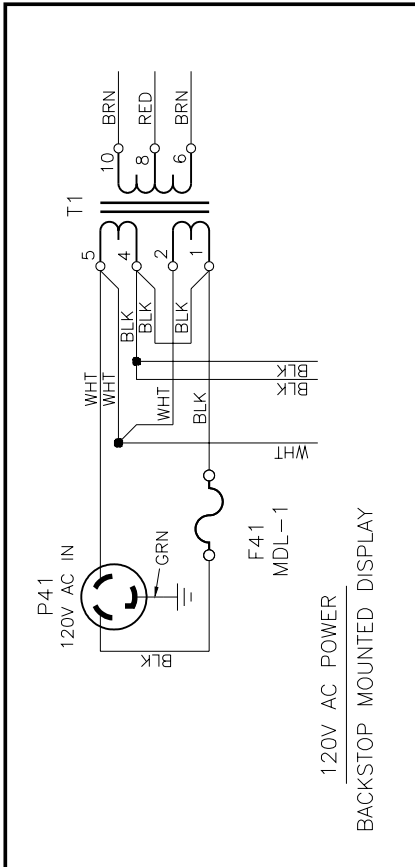 P41
120V AC IN
BLK
GRN
F41
MDL-1
WHT
WHT
WHT
BLK
BLK
BLK
BLK
WHT
BLK
BLK
T1
5
4
2
1
10
8
6
BRN
RED
BRN
120V AC POWER
BACKSTOP MOUNTED DISPLAY